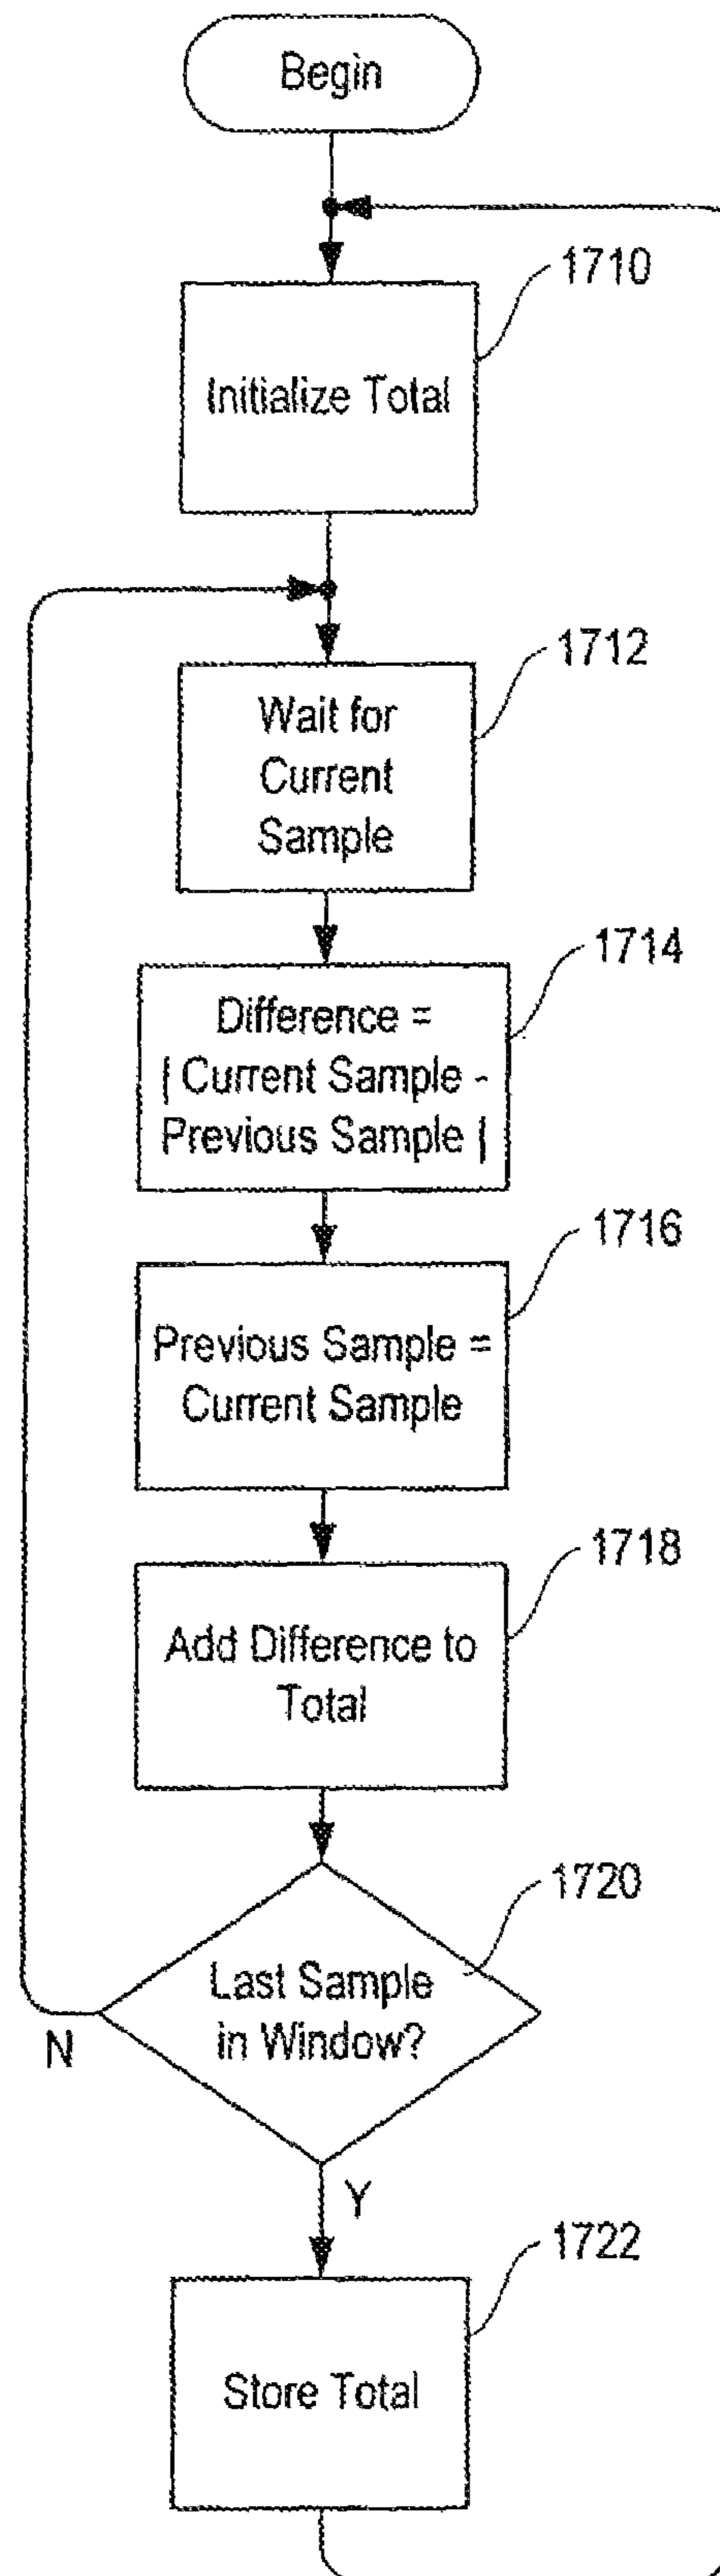 Begin
1710
Initialize Total
1712
Wait for
Current
Sample
1714
Difference =
| Current Sample -
Previous Sample |
1716
Previous Sample =
Current Sample
1718
Add Difference to
Total
1720
Last Sample
in Window?
N
Y
1722
Store Total